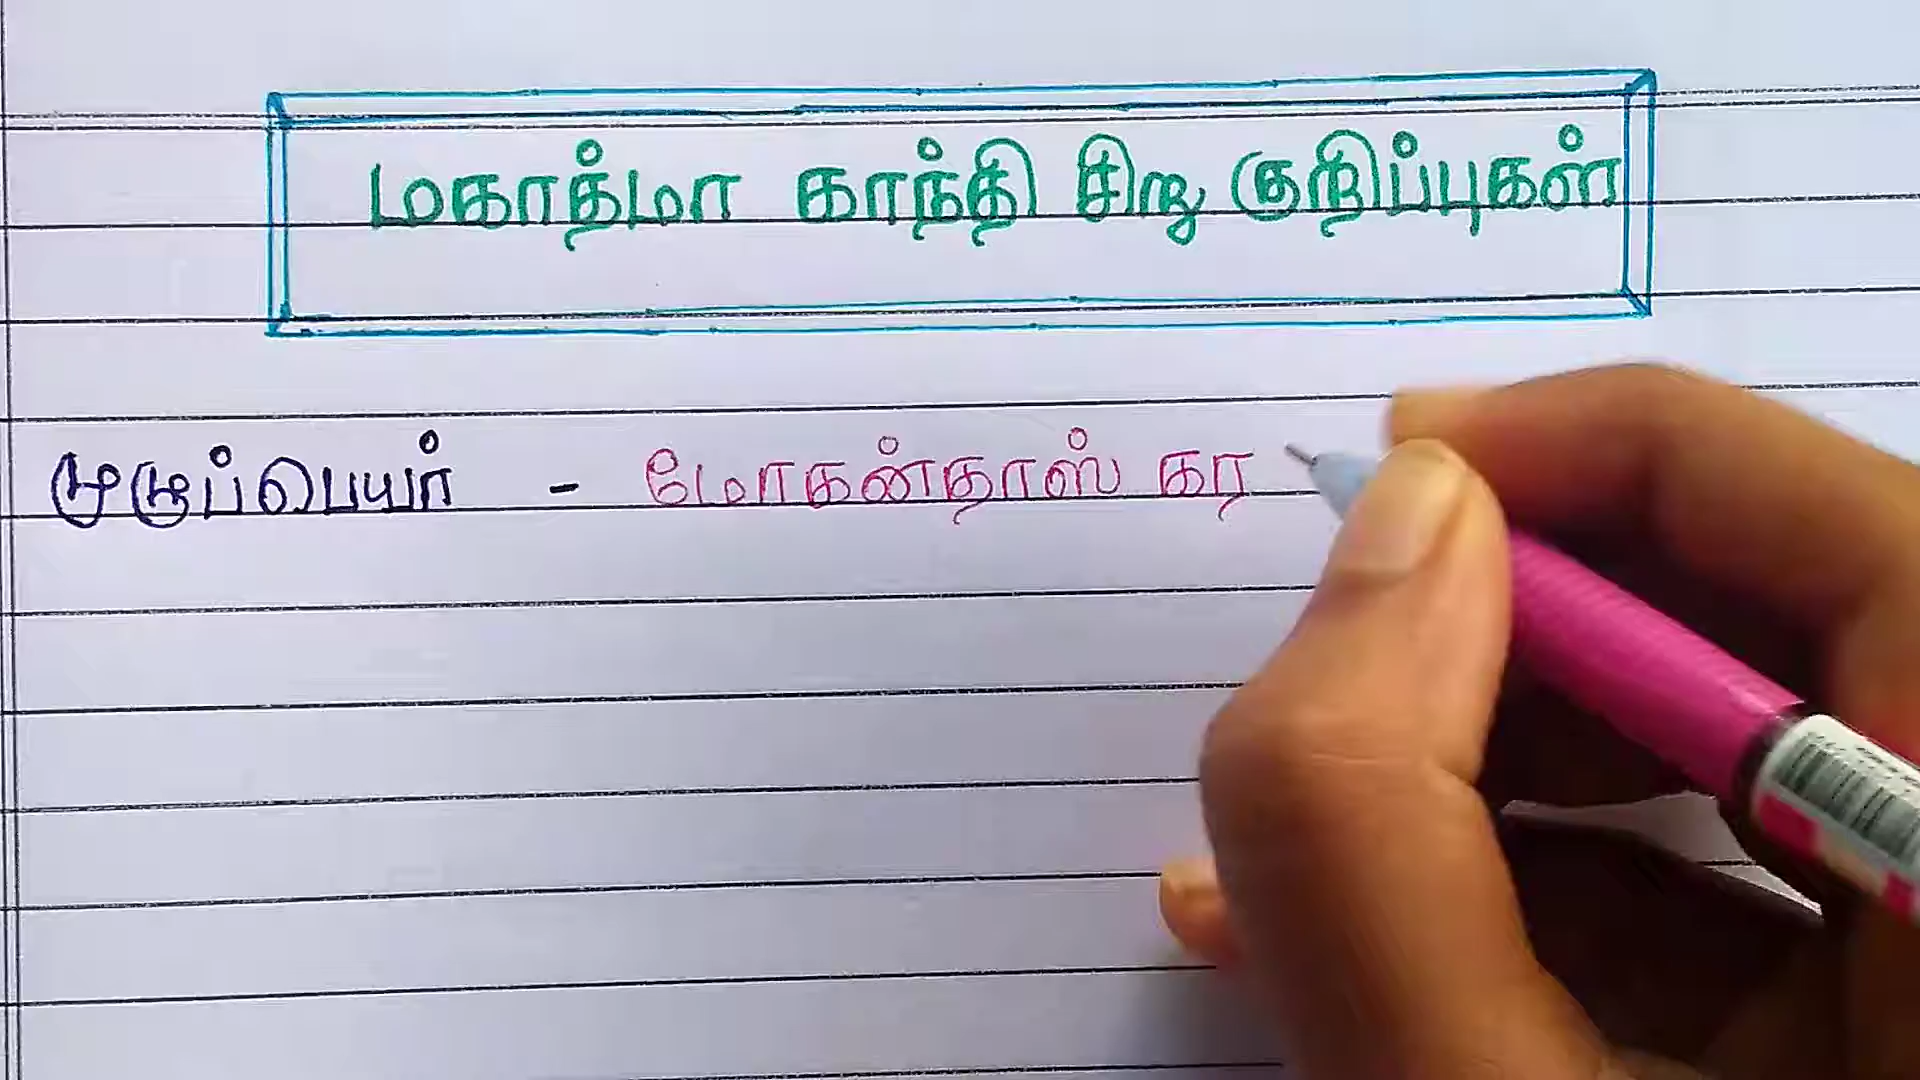 மகாத்மா காந்தி சிறு குறிப்புகள்
முழுப்பெயர் - மோகன்தாஸ் கர